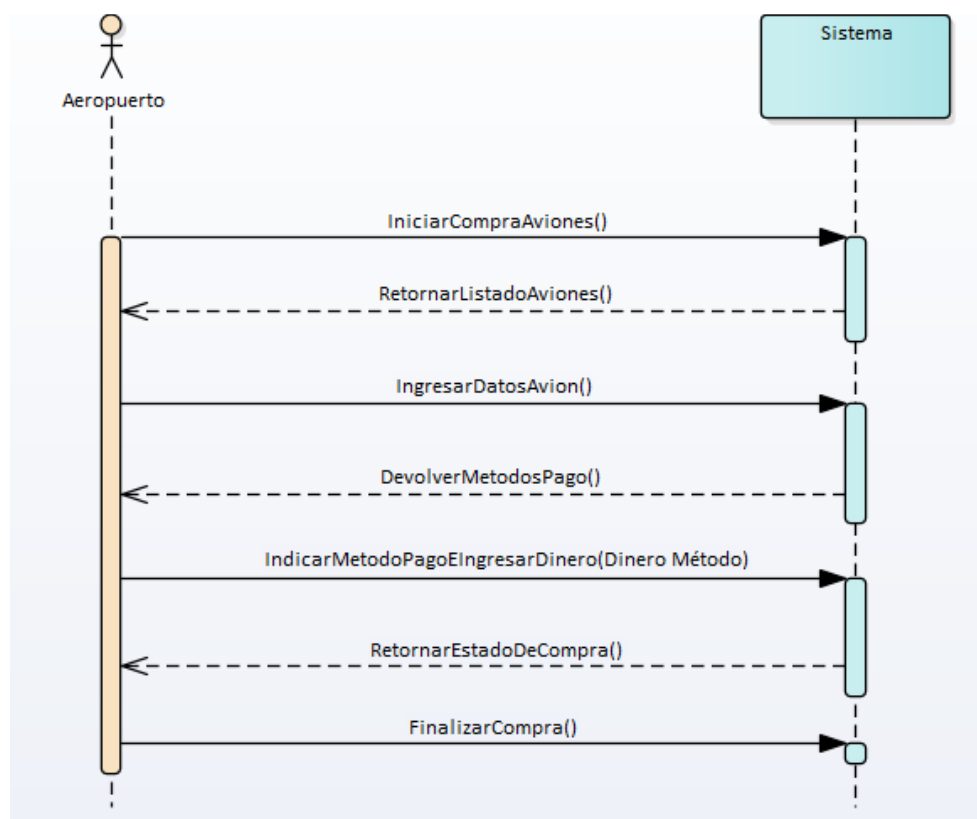 Sistema
Aeropuerto
IniciarCompraAviones()
RetornarListadoAviones()
IngresarDatosAvion()
DevolverMetodosPago()
IndicarMetodoPagoEIngresarDinero(Dinero Método)
RetornarEstadoDeCompra()
FinalizarCompra()